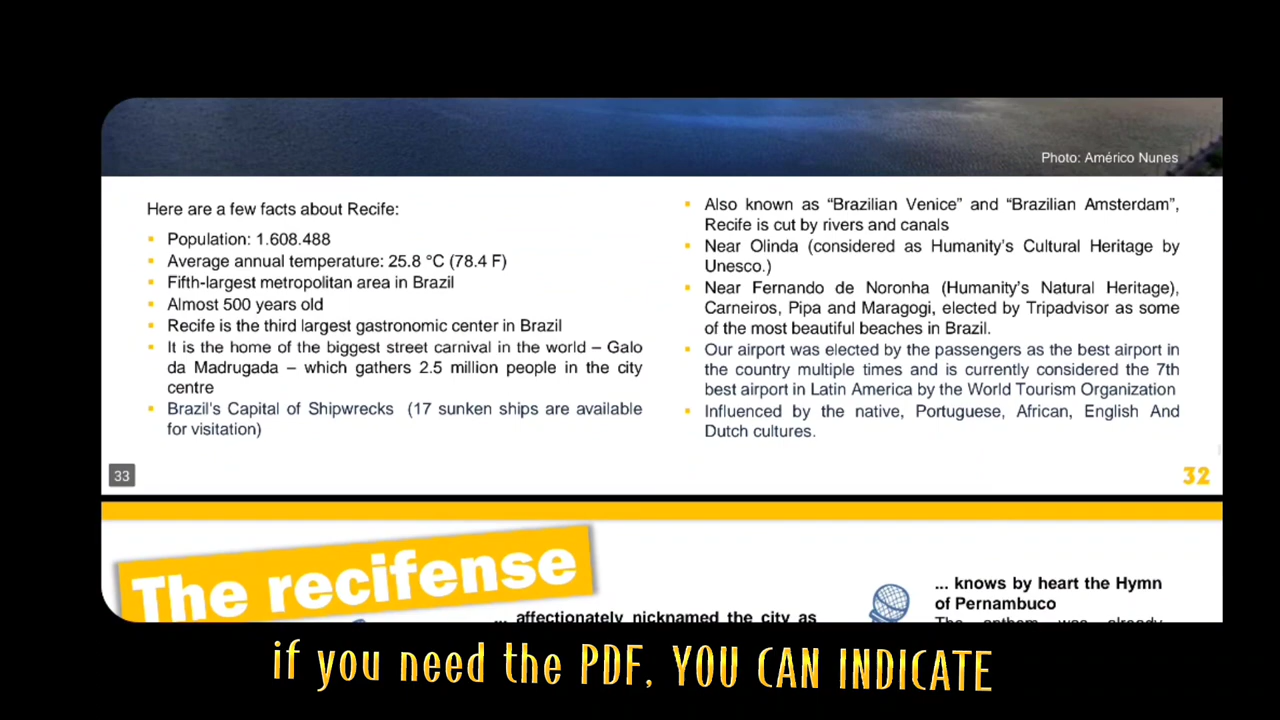 Photo: Américo Nunes
Here are a few facts about Recife:
▪ Population: 1.608.488
▪ Average annual temperature: 25.8 °C (78.4 F)
▪ Fifth-largest metropolitan area in Brazil
▪ Almost 500 years old
▪ Recife is the third largest gastronomic center in Brazil
▪ It is the home of the biggest street carnival in the world – Galo
da Madrugada – which gathers 2.5 million people in the city
centre
▪ Brazil's Capital of Shipwrecks (17 sunken ships are available
for visitation)
▪ Also known as “Brazilian Venice” and “Brazilian Amsterdam”,
Recife is cut by rivers and canals
▪ Near Olinda (considered as Humanity’s Cultural Heritage by
Unesco.)
▪ Near Fernando de Noronha (Humanity’s Natural Heritage),
Carneiros, Pipa and Maragogi, elected by Tripadvisor as some
of the most beautiful beaches in Brazil.
▪ Our airport was elected by the passengers as the best airport in
the country multiple times and is currently considered the 7th
best airport in Latin America by the World Tourism Organization
▪ Influenced by the native, Portuguese, African, English And
Dutch cultures.
33
32
The recifense
... affectionately nicknamed the city as
... knows by heart the Hymn
of Pernambuco
The anthem was already
if you need the PDF, YOU CAN INDICATE